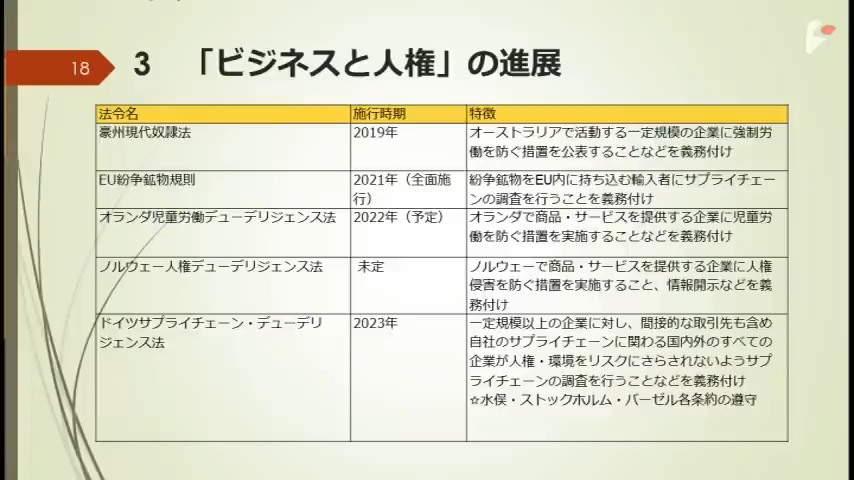 18
3 「ビジネスと人権」の進展
法令名 施行時期 特徴
豪州現代奴隷法 2019年 オーストラリアで活動する一定規模の企業に強制労
働を防ぐ措置を公表することなどを義務付け
EU紛争鉱物規則 2021年（全面施 紛争鉱物をEU内に持ち込む輸入者にサプライチェー
行） ンの調査を行うことを義務付け
オランダ児童労働デューデリジェンス法 2022年（予定） オランダで商品・サービスを提供する企業に児童労
働を防ぐ措置を実施することなどを義務付け
ノルウェー人権デューデリジェンス法 未定 ノルウェーで商品・サービスを提供する企業に人権
侵害を防ぐ措置を実施すること、情報開示などを義
務付け
ドイツサプライチェーン・デューデリ 2023年 一定規模以上の企業に対し、間接的な取引先も含め
ジェンス法 自社のサプライチェーンに関わる国内外のすべての
企業が人権・環境をリスクにさらされないようサプ
ライチェーンの調査を行うことなどを義務付け
☆水俣・ストックホルム・バーゼル各条約の遵守